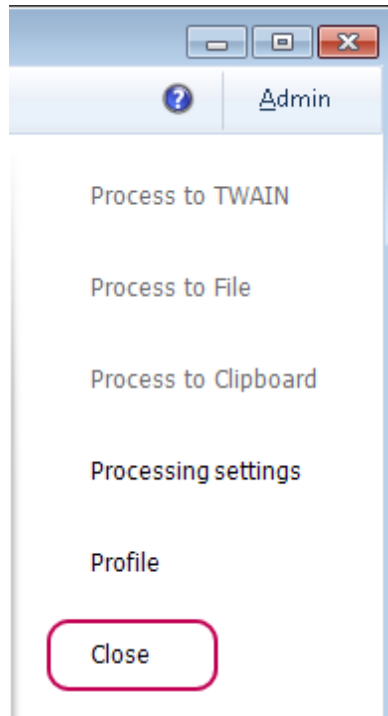 ?
Admin
Process to TWAIN
Process to File
Process to Clipboard
Processing settings
Profile
Close